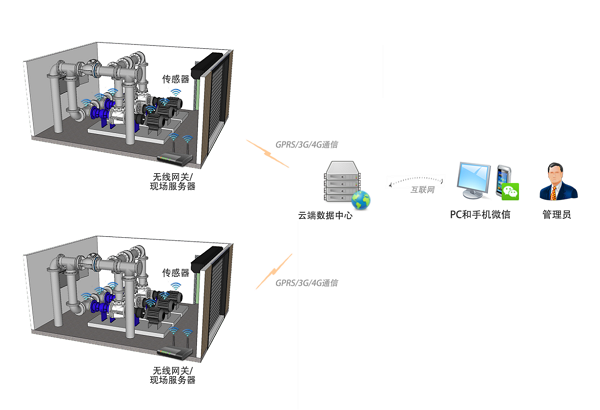 传感器
GPRS/3G/4G通信
无线网关/
现场服务器
云端数据中心
互联网
PC和手机微信
管理员
传感器
GPRS/3G/4G通信
无线网关/
现场服务器